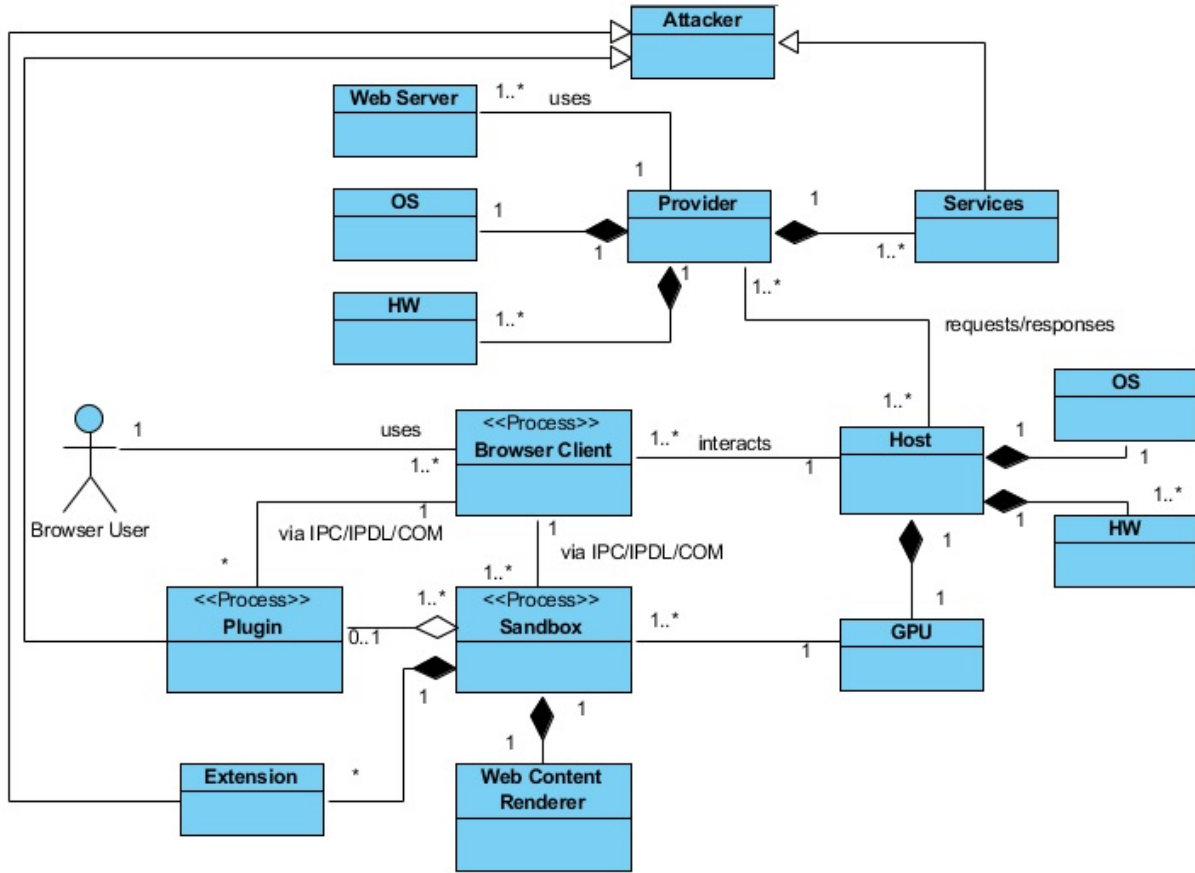 Attacker
Web Server
1..*
uses
1
OS
1
1
Provider
1
1..*
Services
1
HW
1..*
1..*
requests/responses
1..*
OS
1
uses
1..*
<<Process>>
Browser Client
1..*
interacts
1
Host
1
1
1
1..*
HW
Browser User
1
via IPC/IPDL/COM
*
1
via IPC/IPDL/COM
1..*
1
1
<<Process>>
Plugin
0..1
1..*
<<Process>>
Sandbox
1..*
1
GPU
1
1
1
Extension
*
Web Content
Renderer